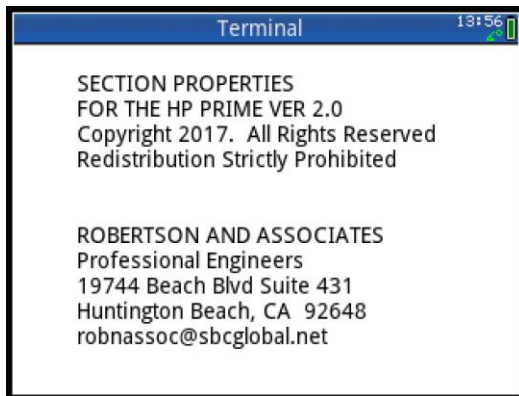 Terminal
13:56
SECTION PROPERTIES
FOR THE HP PRIME VER 2.0
Copyright 2017.  All Rights Reserved
Redistribution Strictly Prohibited
ROBERTSON AND ASSOCIATES
Professional Engineers
19744 Beach Blvd Suite 431
Huntington Beach, CA  92648
robnassoc@sbcglobal.net